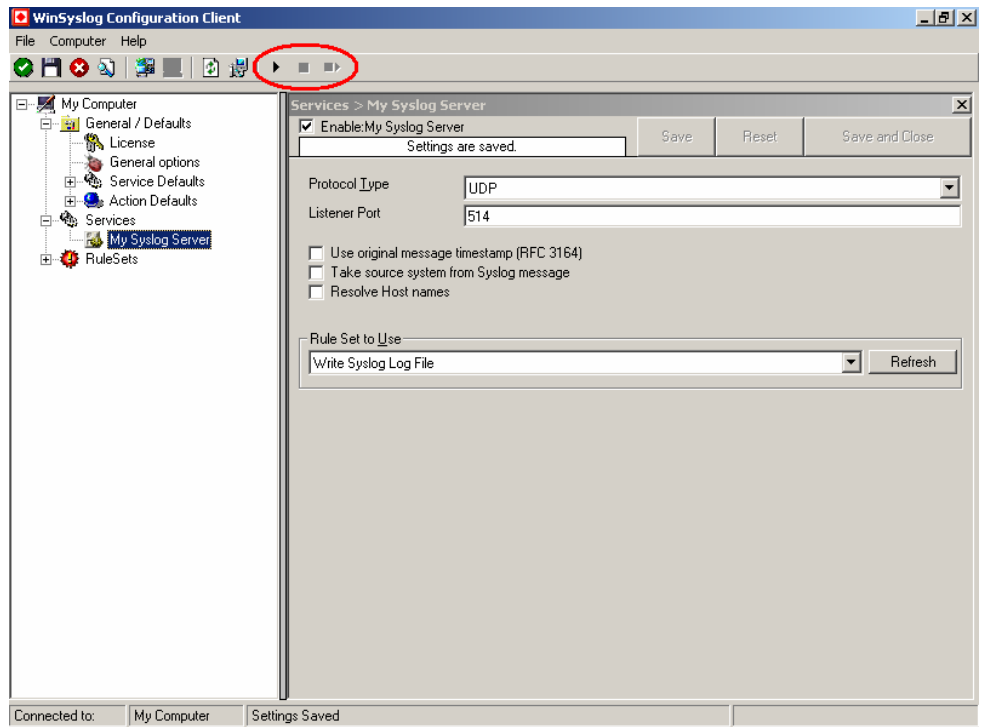 WinSyslog Configuration Client
File Computer Help
My Computer
General / Defaults
License
General options
Service Defaults
Action Defaults
Services
My Syslog Server
RuleSets
Services > My Syslog Server
Enable:My Syslog Server
Settings are saved.
Save Reset Save and Close
Protocol Type UDP
Listener Port 514
Use original message timestamp (RFC 3164)
Take source system from Syslog message
Resolve Host names
Rule Set to Use
Write Syslog Log File Refresh
Connected to: My Computer Settings Saved